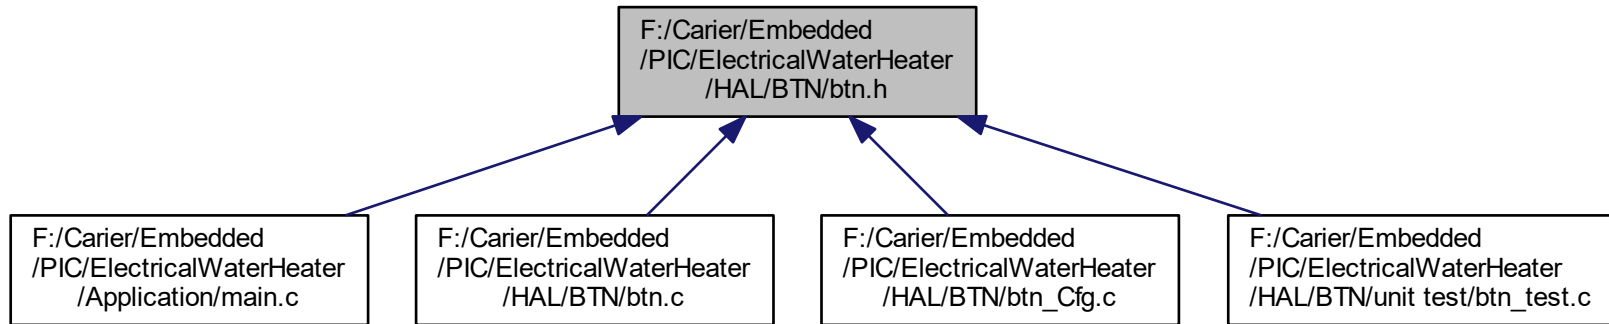 F:/Carier/Embedded
/PIC/ElectricalWaterHeater
/HAL/BTN/btn.h
F:/Carier/Embedded
/PIC/ElectricalWaterHeater
/Application/main.c
F:/Carier/Embedded
/PIC/ElectricalWaterHeater
/HAL/BTN/btn.c
F:/Carier/Embedded
/PIC/ElectricalWaterHeater
/HAL/BTN/btn_Cfg.c
F:/Carier/Embedded
/PIC/ElectricalWaterHeater
/HAL/BTN/unit test/btn_test.c